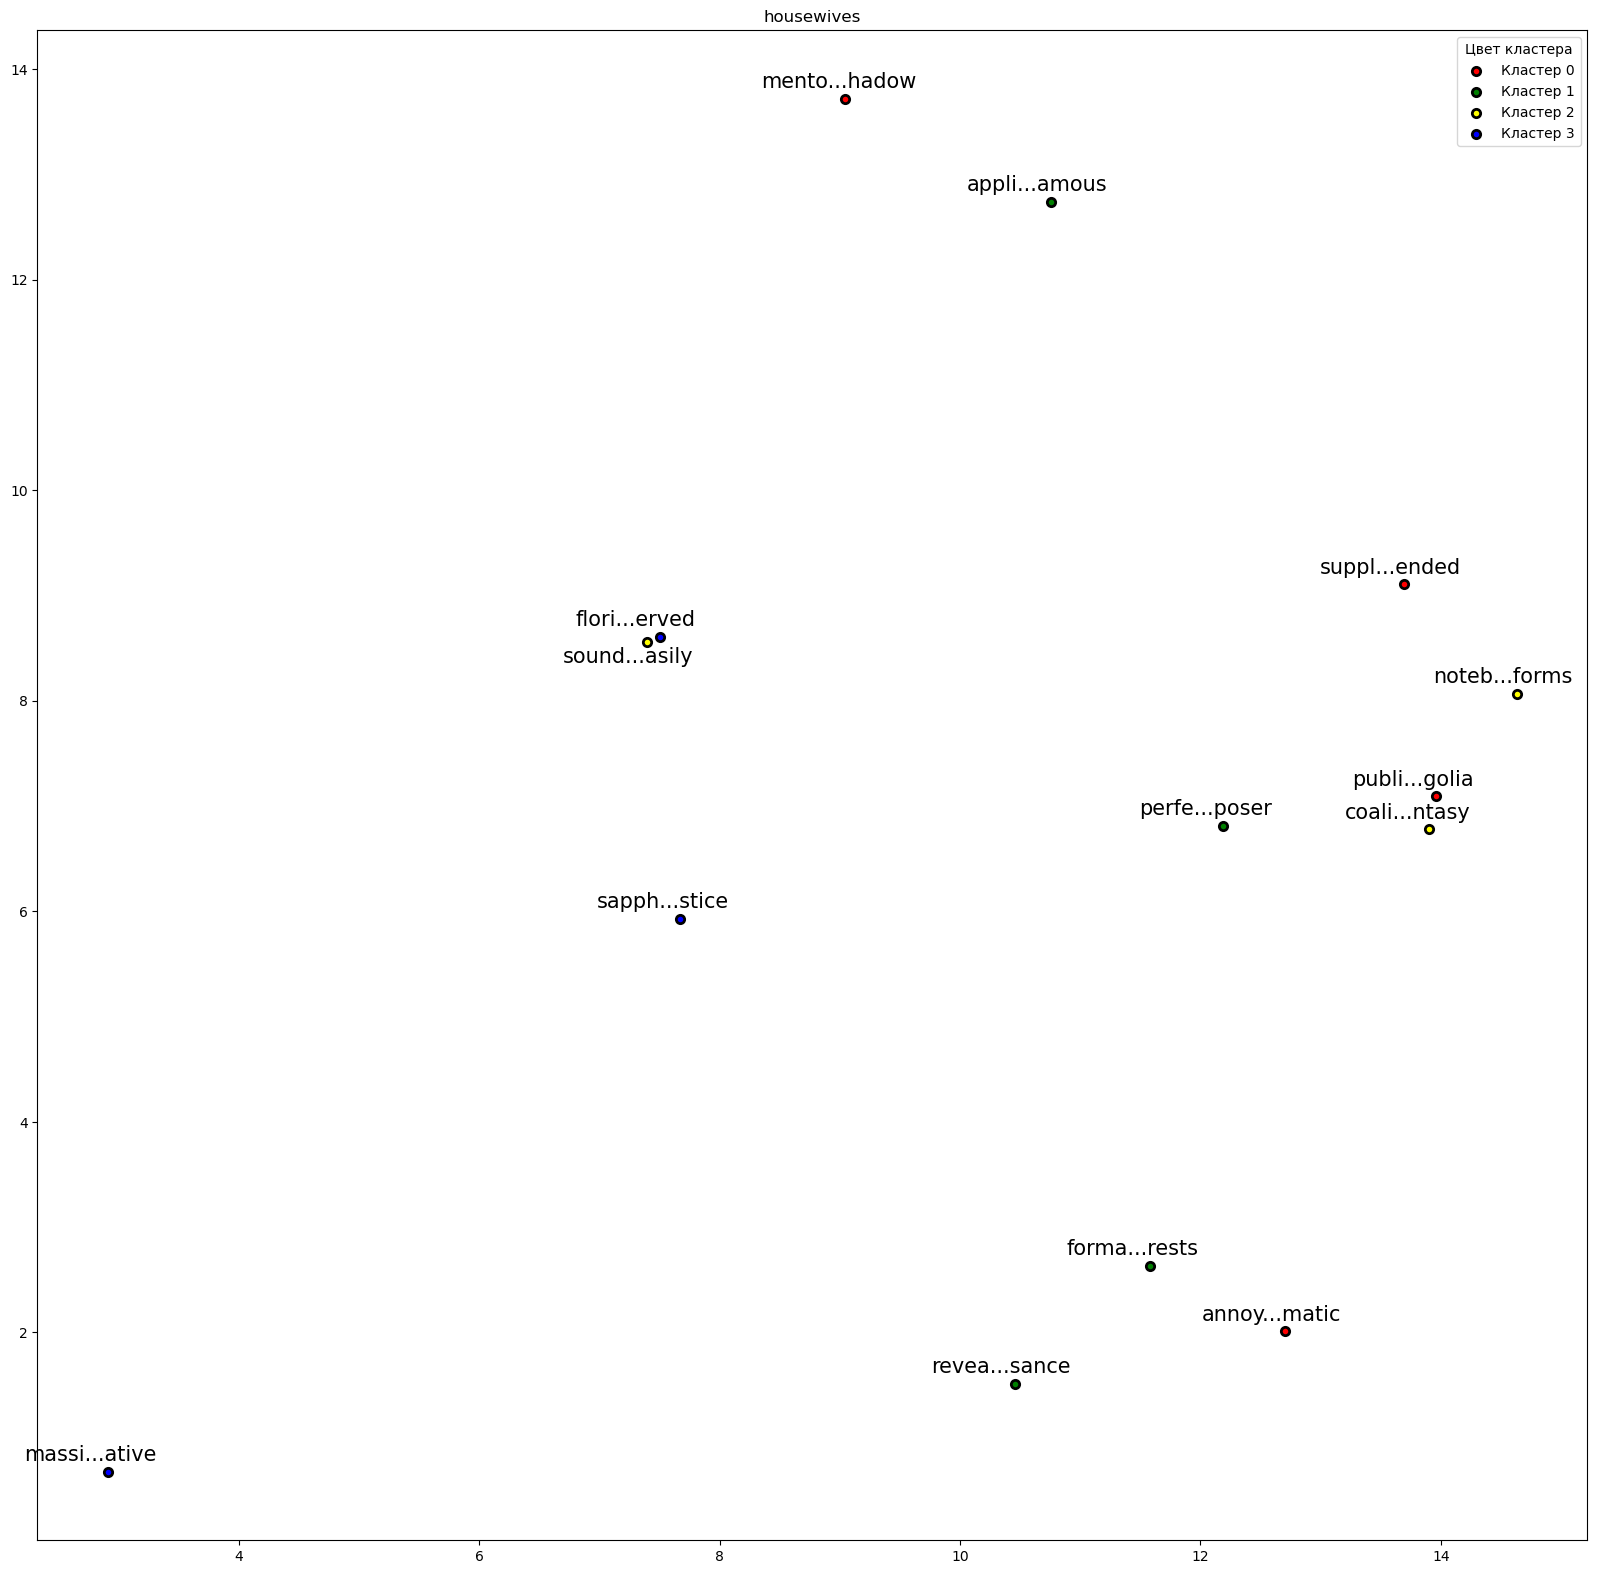 housewives
Цвет кластера
Кластер 0
Кластер 1
Кластер 2
Кластер 3
14
12
10
8
6
4
2
mento...hadow
appli...amous
suppl...ended
flori...erved
sound...asily
noteb...forms
publi...golia
perfe...poser
coali...ntasy
sapph...stice
forma...rests
annoy...matic
revea...sance
massi...ative
4 6 8 10 12 14